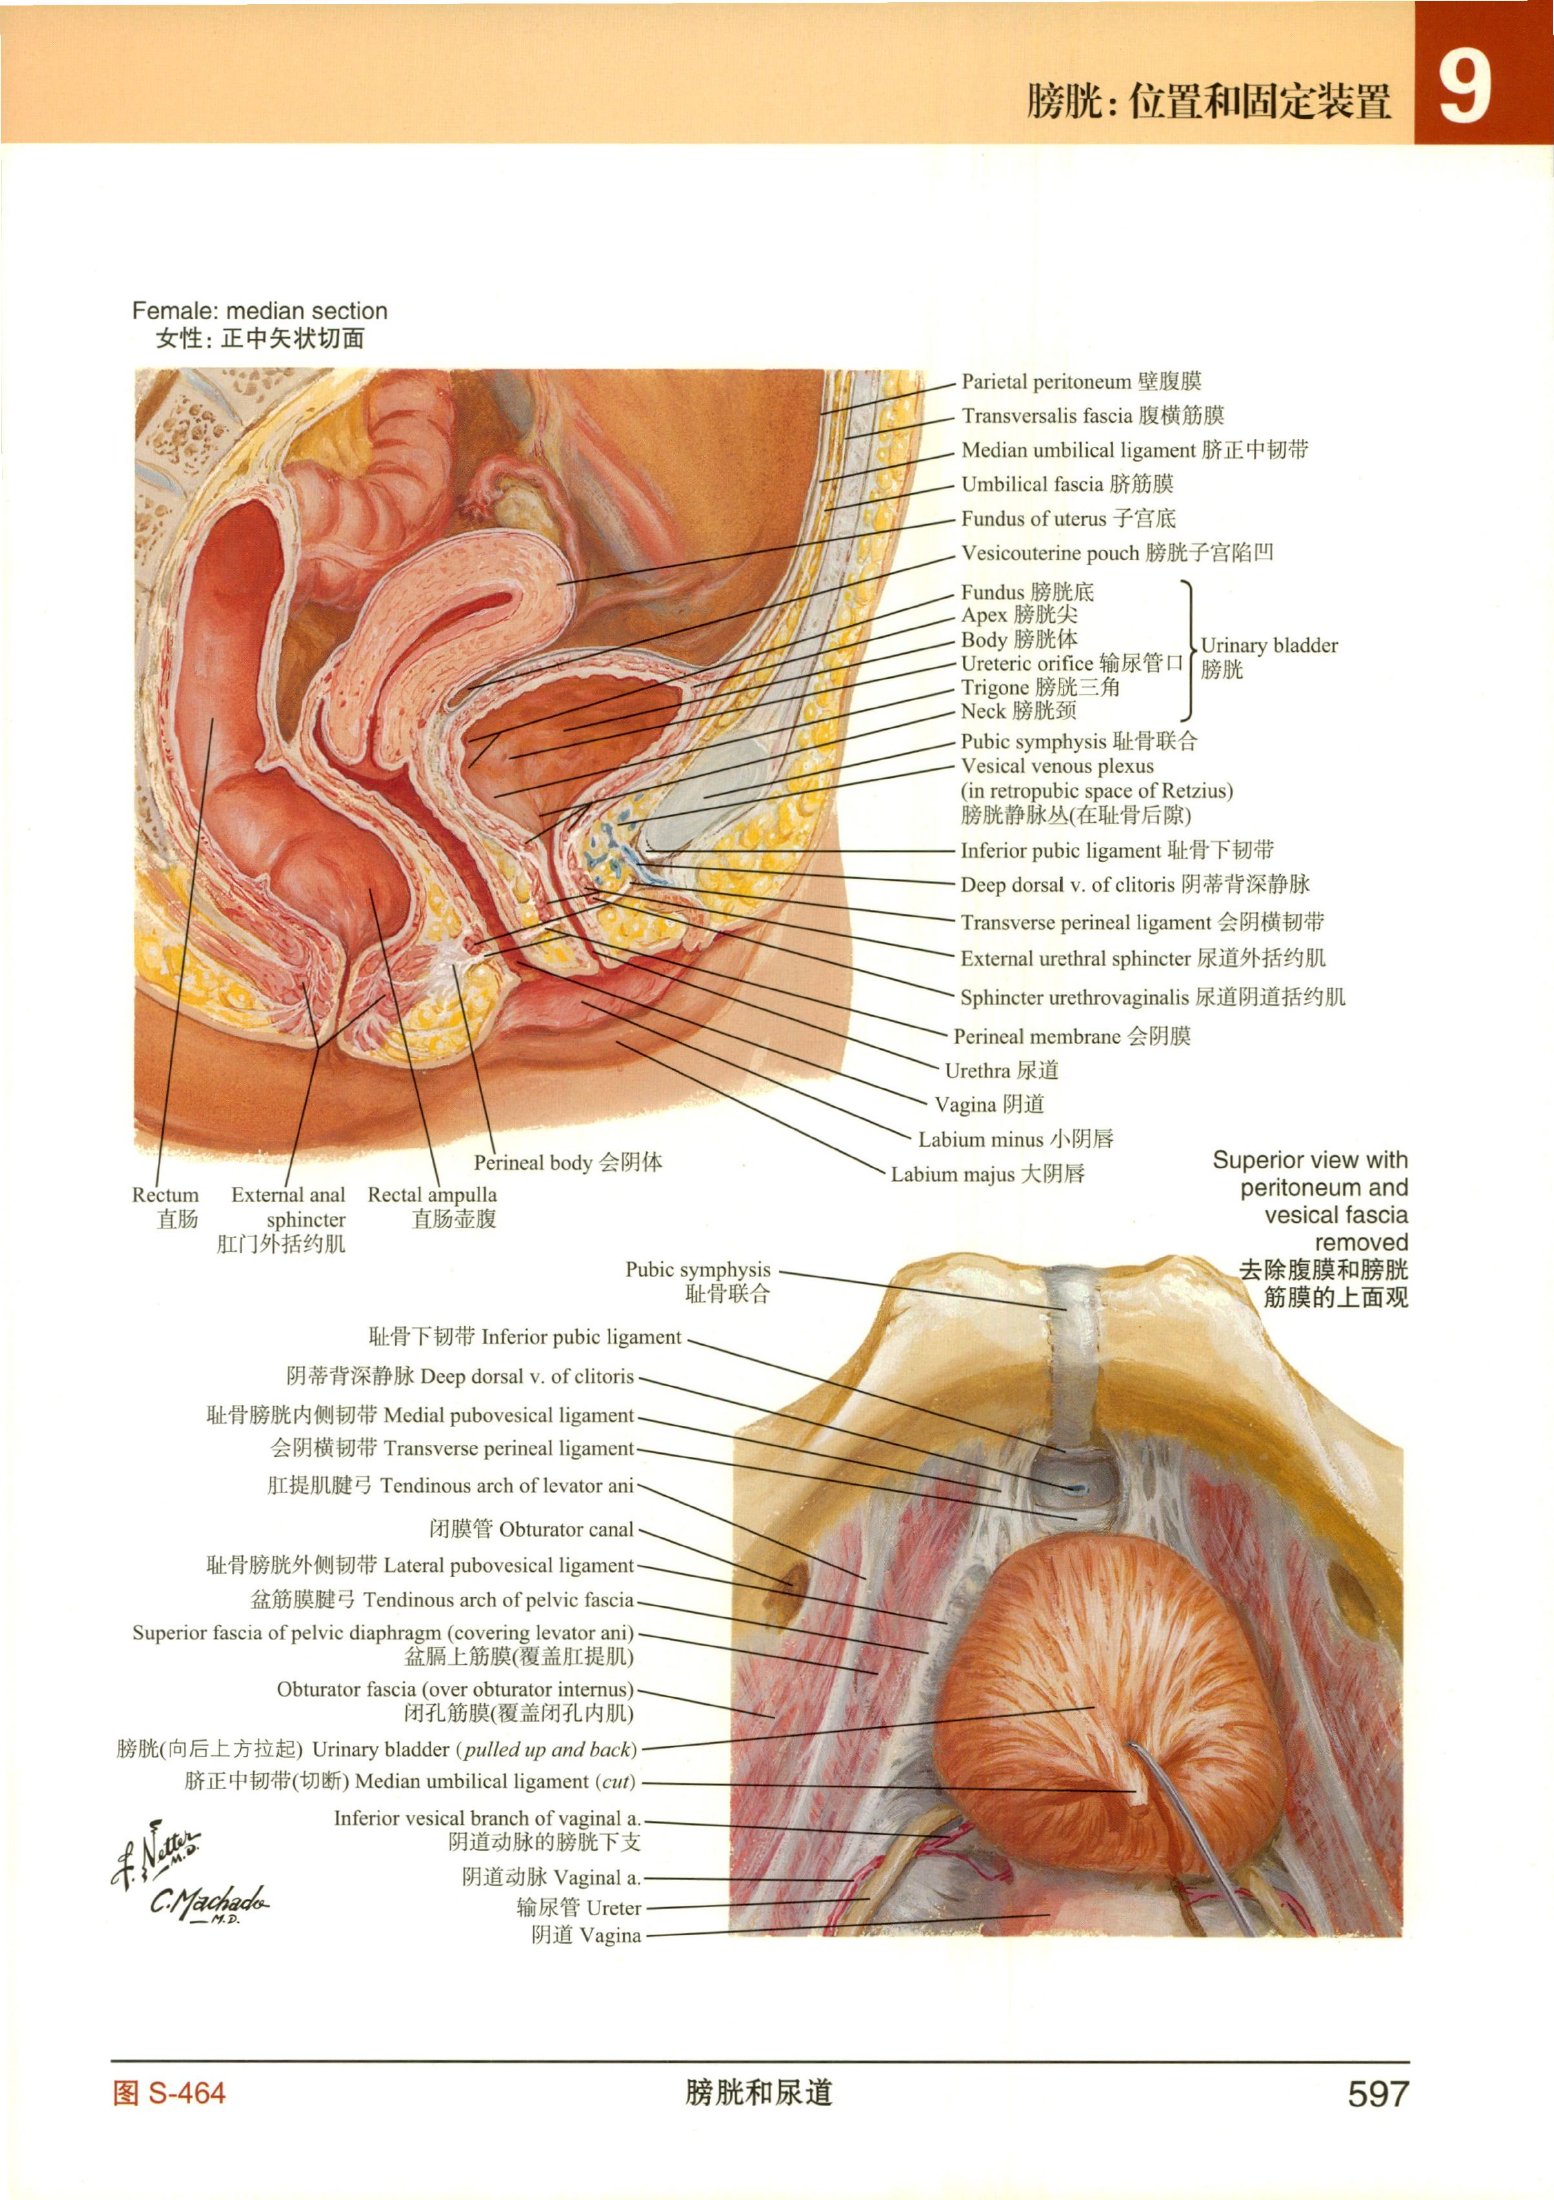 膀胱：位置和固定装置
9
Female: median section
女性：正中矢状切面
Parietal peritoneum 壁腹膜
Transversalis fascia 腹横筋膜
Median umbilical ligament 脐正中韧带
Umbilical fascia 脐筋膜
Fundus of uterus 子宫底
Vesicouterine pouch 膀胱子宫陷凹
Fundus 膀胱底
Apex 膀胱尖
Body 膀胱体
Ureteric orifice 输尿管口
Trigone 膀胱三角
Neck 膀胱颈
Urinary bladder
膀胱
Pubic symphysis 耻骨联合
Vesical venous plexus
(in retropubic space of Retzius)
膀胱静脉丛(在耻骨后隙)
Inferior pubic ligament 耻骨下韧带
Deep dorsal v. of clitoris 阴蒂背深静脉
Transverse perineal ligament 会阴横韧带
External urethral sphincter 尿道外括约肌
Sphincter urethrovaginalis 尿道阴道括约肌
Perineal membrane 会阴膜
Urethra 尿道
Vagina 阴道
Labium minus 小阴唇
Labium majus 大阴唇
Perineal body 会阴体
Rectum
直肠
External anal
sphincter
肛门外括约肌
Rectal ampulla
直肠壶腹
Superior view with
peritoneum and
vesical fascia
removed
去除腹膜和膀胱
筋膜的上面观
Pubic symphysis
耻骨联合
耻骨下韧带 Inferior pubic ligament
阴蒂背深静脉 Deep dorsal v. of clitoris
耻骨膀胱内侧韧带 Medial pubovesical ligament
会阴横韧带 Transverse perineal ligament
肛提肌腱弓 Tendinous arch of levator ani
闭膜管 Obturator canal
耻骨膀胱外侧韧带 Lateral pubovesical ligament
盆筋膜腱弓 Tendinous arch of pelvic fascia
Superior fascia of pelvic diaphragm (covering levator ani)
盆膈上筋膜(覆盖肛提肌)
Obturator fascia (over obturator internus)
闭孔筋膜(覆盖闭孔内肌)
膀胱(向后上方拉起) Urinary bladder (pulled up and back)
脐正中韧带(切断) Median umbilical ligament (cut)
Inferior vesical branch of vaginal a.
阴道动脉的膀胱下支
阴道动脉 Vaginal a.
输尿管 Ureter
阴道 Vagina
F. Netter
M.D.
C. Machado
M.D.
图 S-464
膀胱和尿道
597